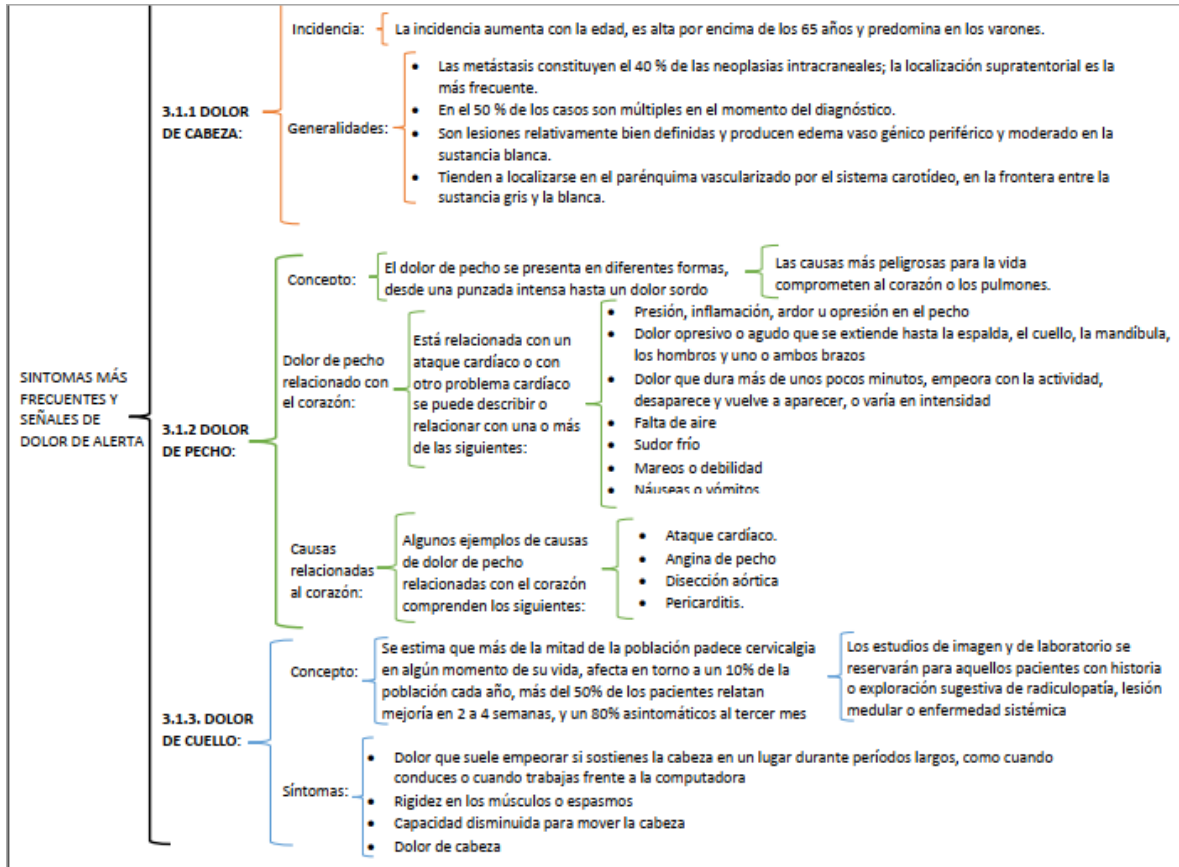 SINTOMAS MÁS
FRECUENTES Y
SEÑALES DE
DOLOR DE ALERTA
3.1.1 DOLOR
DE CABEZA:
Incidencia:
La incidencia aumenta con la edad, es alta por encima de los 65 años y predomina en los varones.
Generalidades:
• Las metástasis constituyen el 40 % de las neoplasias intracraneales; la localización supratentorial es la
más frecuente.
• En el 50 % de los casos son múltiples en el momento del diagnóstico.
• Son lesiones relativamente bien definidas y producen edema vaso génico periférico y moderado en la
sustancia blanca.
• Tienden a localizarse en el parénquima vascularizado por el sistema carotídeo, en la frontera entre la
sustancia gris y la blanca.
3.1.2 DOLOR
DE PECHO:
Concepto:
El dolor de pecho se presenta en diferentes formas,
desde una punzada intensa hasta un dolor sordo
Las causas más peligrosas para la vida
comprometen al corazón o los pulmones.
Dolor de pecho
relacionado con
el corazón:
Está relacionada con un
ataque cardíaco o con
otro problema cardíaco
se puede describir o
relacionar con una o más
de las siguientes:
• Presión, inflamación, ardor u opresión en el pecho
• Dolor opresivo o agudo que se extiende hasta la espalda, el cuello, la mandíbula,
los hombros y uno o ambos brazos
• Dolor que dura más de unos pocos minutos, empeora con la actividad,
desaparece y vuelve a aparecer, o varía en intensidad
• Falta de aire
• Sudor frío
• Mareos o debilidad
• Náuseas o vómitos
Causas
relacionadas
al corazón:
Algunos ejemplos de causas
de dolor de pecho
relacionadas con el corazón
comprenden los siguientes:
• Ataque cardíaco.
• Angina de pecho
• Disección aórtica
• Pericarditis.
3.1.3. DOLOR
DE CUELLO:
Concepto:
Se estima que más de la mitad de la población padece cervicalgia
en algún momento de su vida, afecta en torno a un 10% de la
población cada año, más del 50% de los pacientes relatan
mejoría en 2 a 4 semanas, y un 80% asintomáticos al tercer mes
Los estudios de imagen y de laboratorio se
reservarán para aquellos pacientes con historia
o exploración sugestiva de radiculopatía, lesión
medular o enfermedad sistémica
Síntomas:
• Dolor que suele empeorar si sostienes la cabeza en un lugar durante períodos largos, como cuando
conduces o cuando trabajas frente a la computadora
• Rigidez en los músculos o espasmos
• Capacidad disminuida para mover la cabeza
• Dolor de cabeza